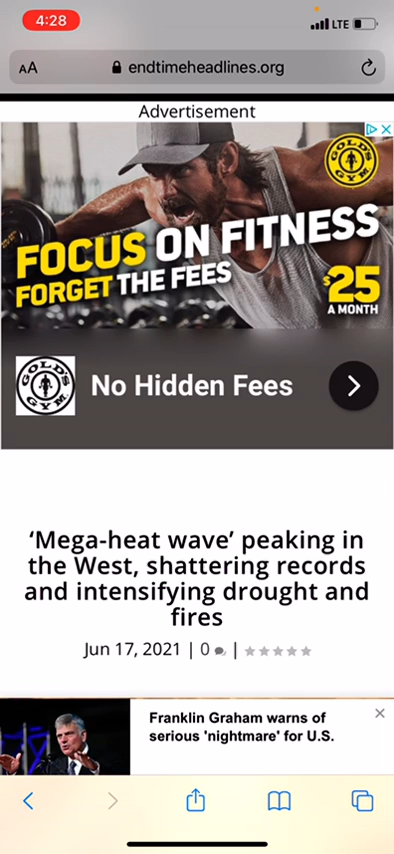 4:28
LTE
AA
endtimeheadlines.org
Advertisement
GOLD'S
GYM
FOCUS ON FITNESS
FORGET THE FEES
$25
A MONTH
GOLD'S
GYM
No Hidden Fees
‘Mega-heat wave’ peaking in
the West, shattering records
and intensifying drought and
fires
Jun 17, 2021 | 0 |
Franklin Graham warns of
serious 'nightmare' for U.S.